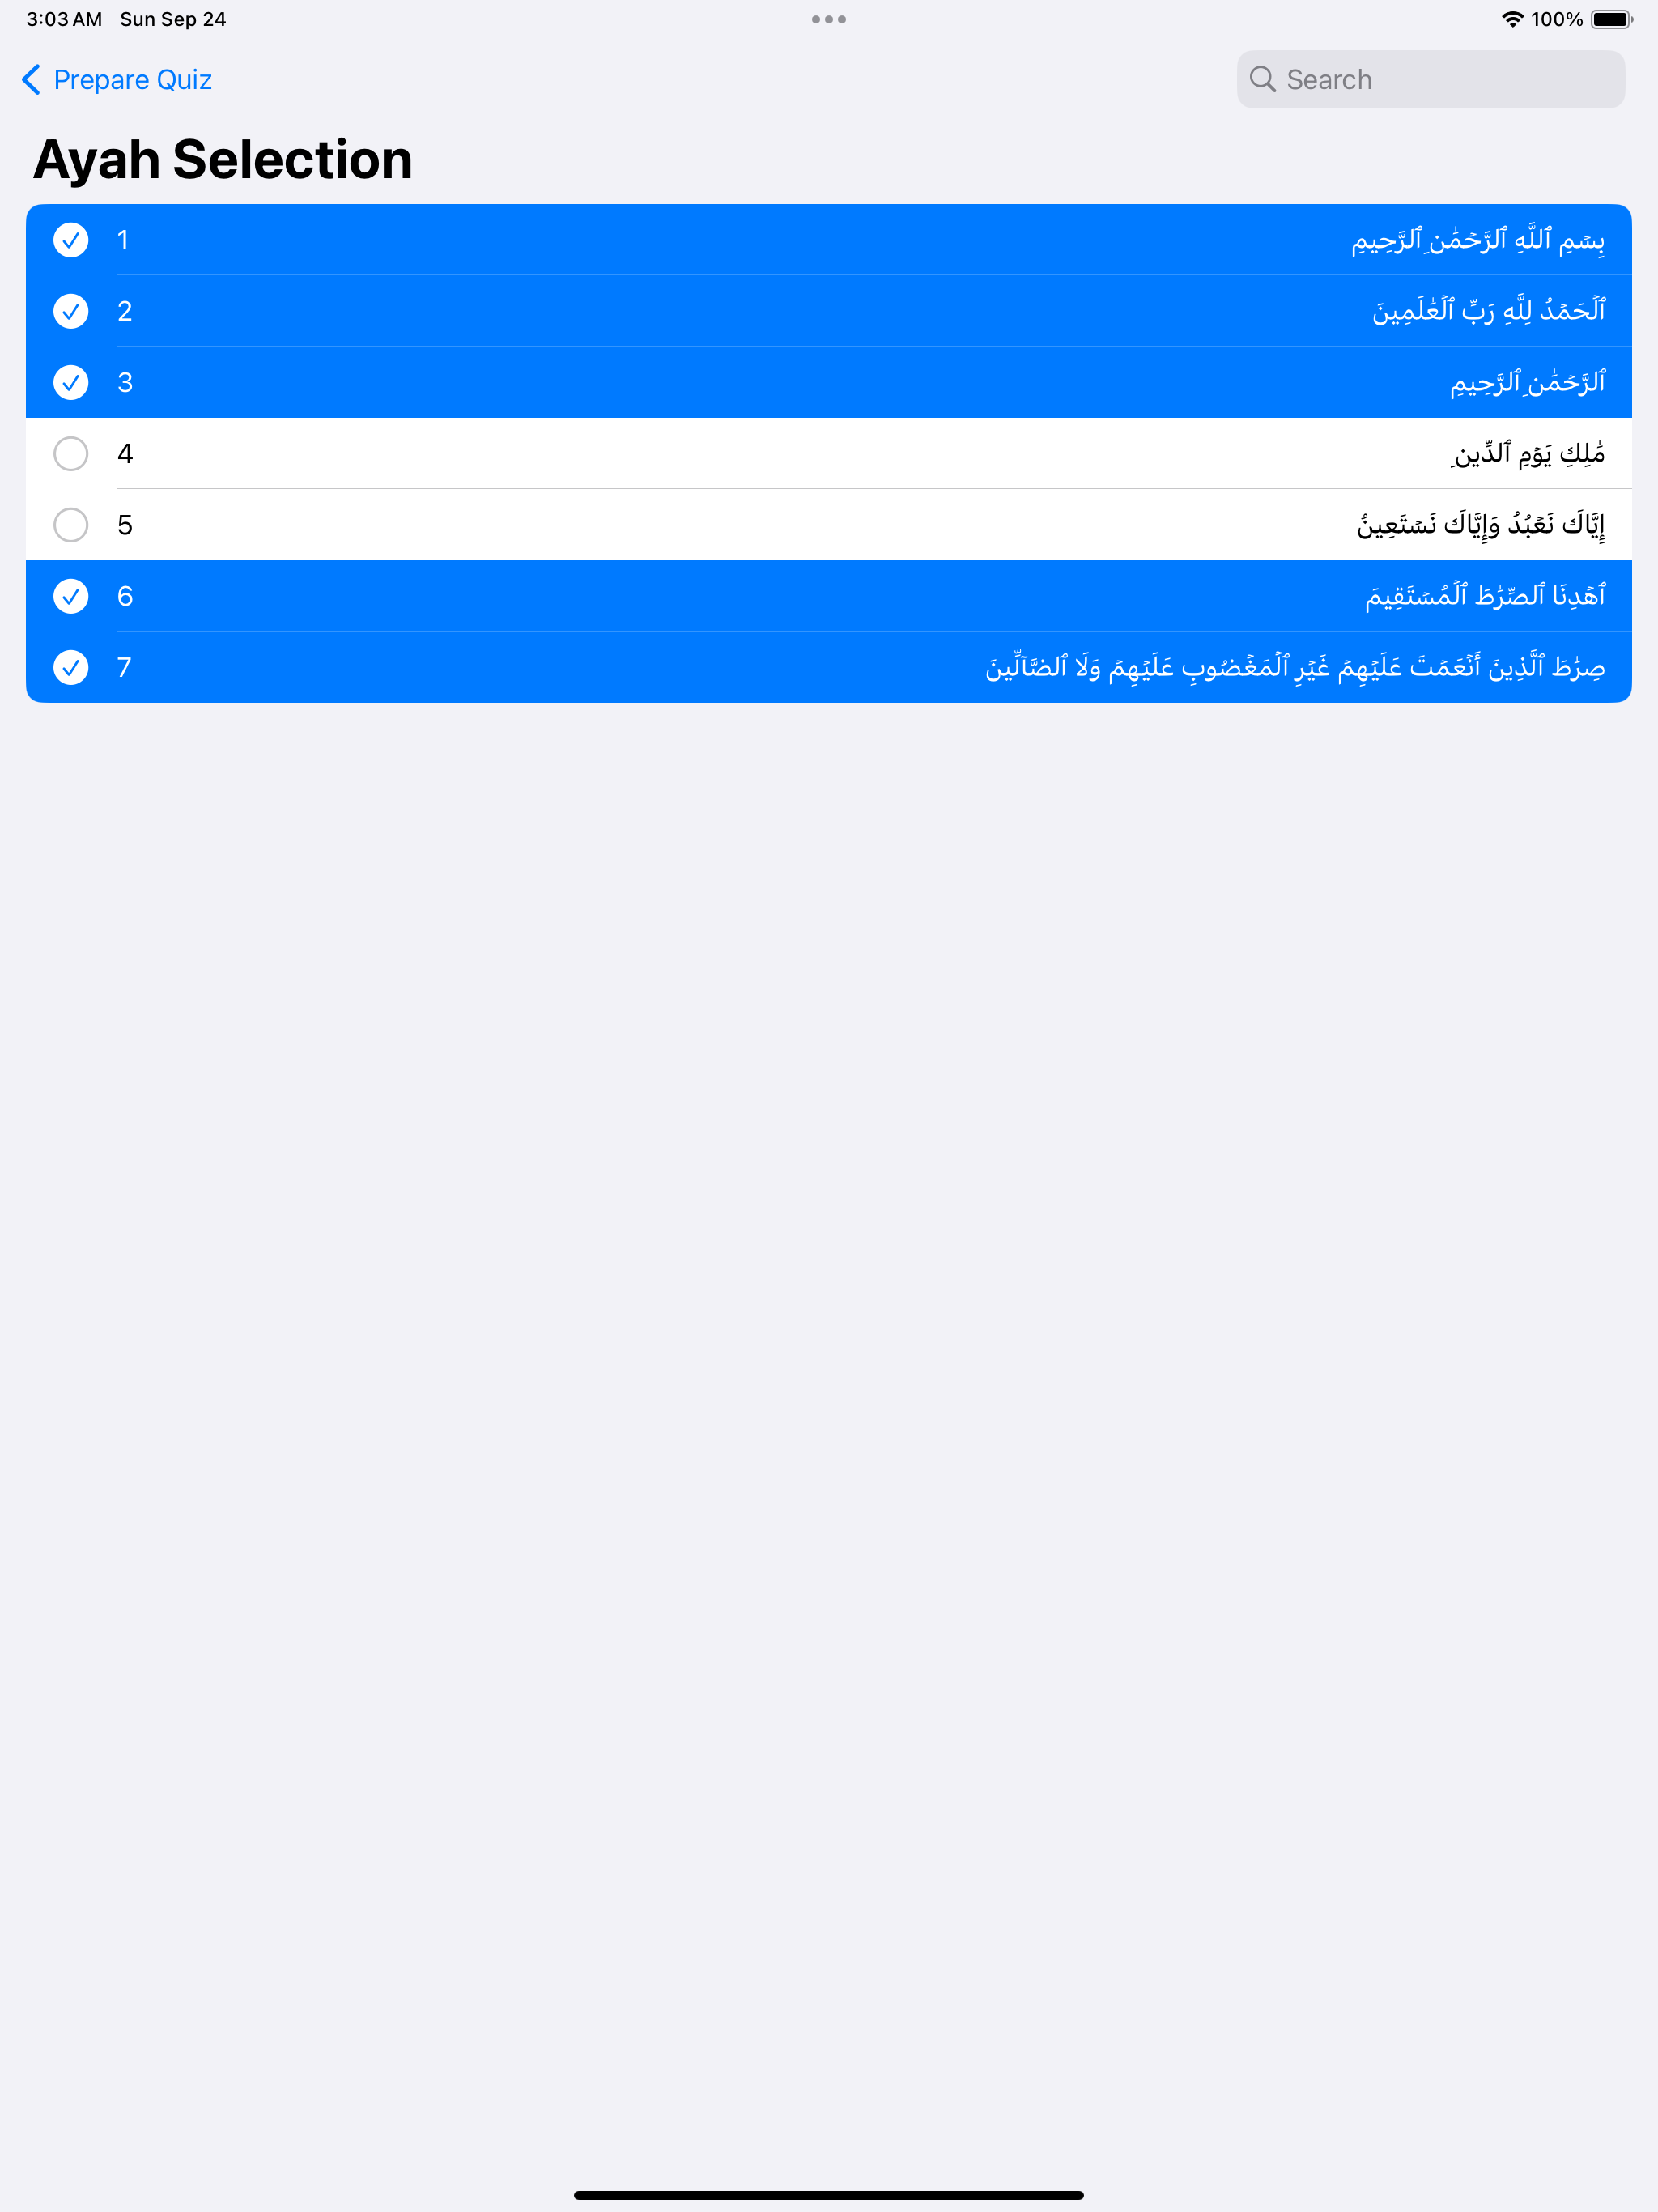 3:03 AM Sun Sep 24 100%
Prepare Quiz Search
Ayah Selection
1 بِسۡمِ ٱللَّهِ ٱلرَّحۡمَٰنِ ٱلرَّحِيمِ
2 ٱلۡحَمۡدُ لِلَّهِ رَبِّ ٱلۡعَٰلَمِينَ
3 ٱلرَّحۡمَٰنِ ٱلرَّحِيمِ
4 مَٰلِكِ يَوۡمِ ٱلدِّينِ
5 إِيَّاكَ نَعۡبُدُ وَإِيَّاكَ نَسۡتَعِينُ
6 ٱهۡدِنَا ٱلصِّرَٰطَ ٱلۡمُسۡتَقِيمَ
7 صِرَٰطَ ٱلَّذِينَ أَنۡعَمۡتَ عَلَيۡهِمۡ غَيۡرِ ٱلۡمَغۡضُوبِ عَلَيۡهِمۡ وَلَا ٱلضَّآلِّينَ